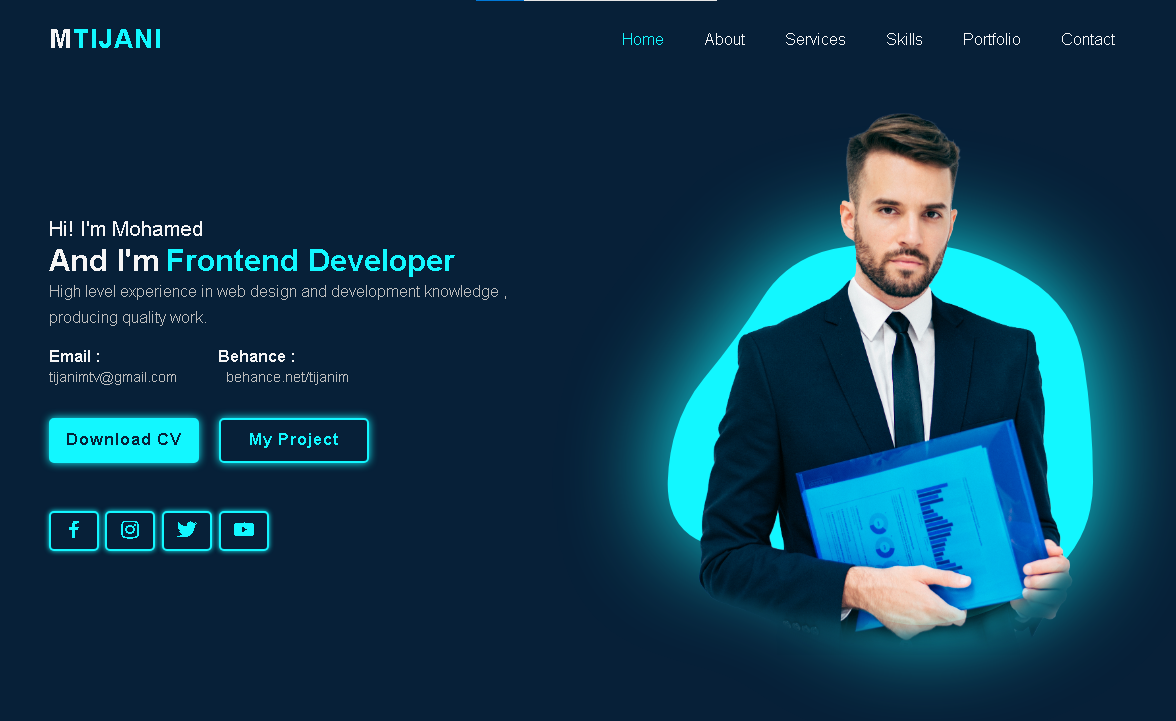 MTIJANI
Home About Services Skills Portfolio Contact
Hi! I'm Mohamed
And I'm Frontend Developer
High level experience in web design and development knowledge ,
producing quality work.
Email : Behance :
tijanimtv@gmail.com behance.net/tijanim
Download CV My Project